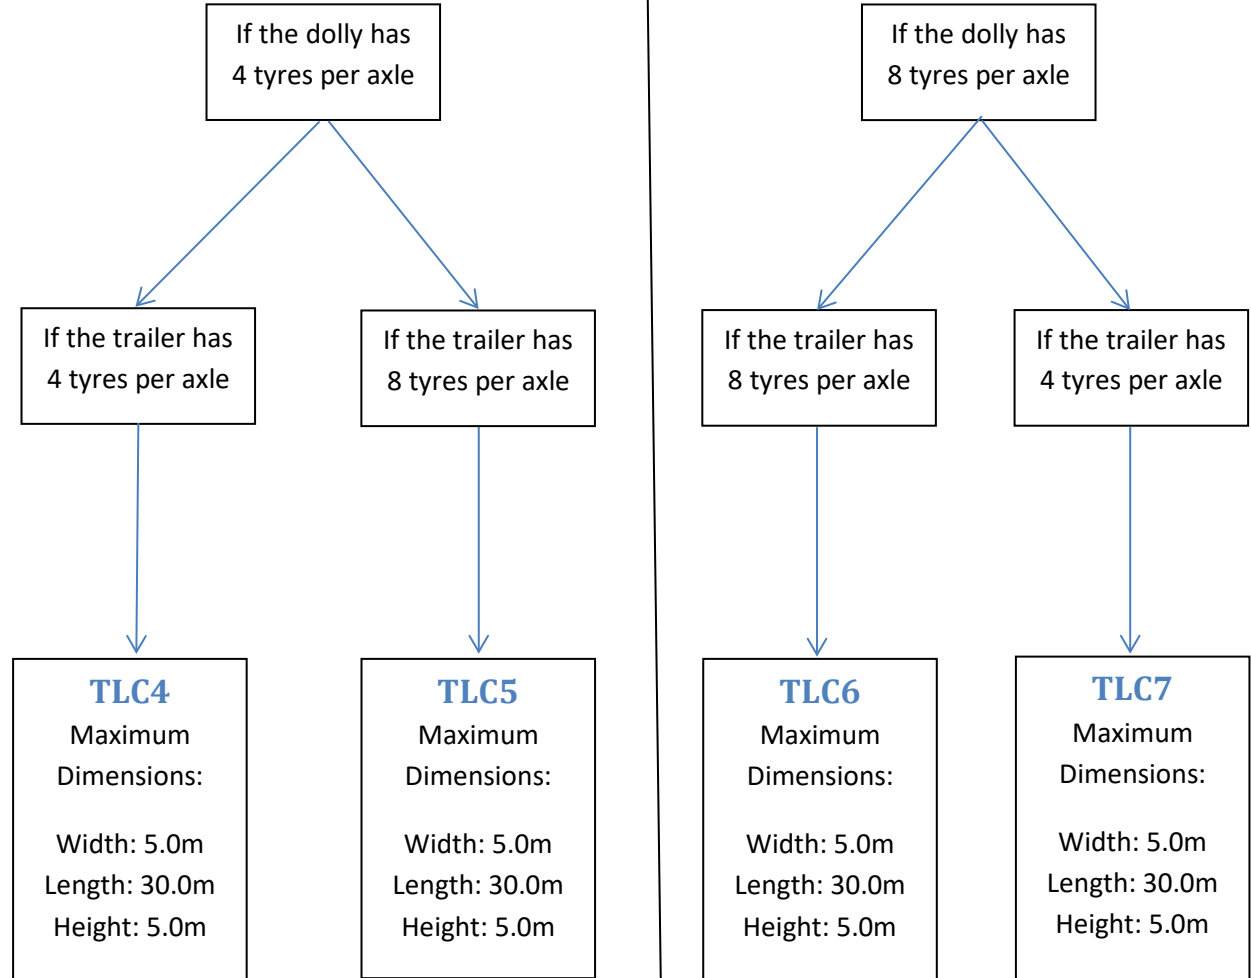 If the dolly has
4 tyres per axle
If the dolly has
8 tyres per axle
If the trailer has
4 tyres per axle
If the trailer has
8 tyres per axle
If the trailer has
8 tyres per axle
If the trailer has
4 tyres per axle
TLC4
Maximum
Dimensions:
Width: 5.0m
Length: 30.0m
Height: 5.0m
TLC5
Maximum
Dimensions:
Width: 5.0m
Length: 30.0m
Height: 5.0m
TLC6
Maximum
Dimensions:
Width: 5.0m
Length: 30.0m
Height: 5.0m
TLC7
Maximum
Dimensions:
Width: 5.0m
Length: 30.0m
Height: 5.0m